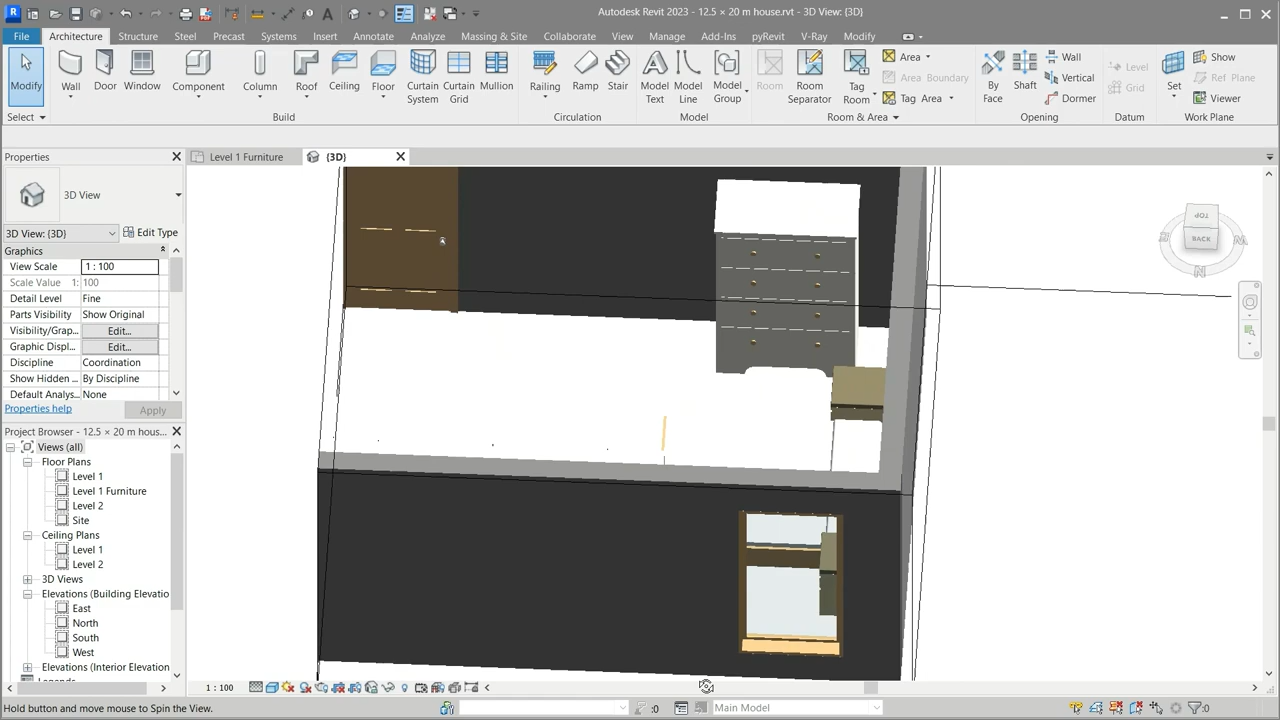 Autodesk Revit 2023 - 12.5 × 20 m house.rvt - 3D View: {3D}
File Architecture Structure Steel Precast Systems Insert Annotate Analyze Massing & Site Collaborate View Manage Add-Ins pyRevit V-Ray Modify
Modify Wall Door Window Component Column Roof Ceiling Floor Curtain System Curtain Grid Mullion Railing Ramp Stair Model Text Model Line Model Group Room Room Separator Tag Room Area Area Boundary Tag Area By Face Shaft Wall Vertical Dormer Level Grid Set Show Ref Plane Viewer
Select Build Circulation Model Room & Area Opening Datum Work Plane
Properties
Level 1 Furniture {3D}
3D View
3D View: {3D} Edit Type
Graphics
View Scale 1 : 100
Scale Value 1: 100
Detail Level Fine
Parts Visibility Show Original
Visibility/Grap... Edit...
Graphic Displ... Edit...
Discipline Coordination
Show Hidden ... By Discipline
Default Analys... None
Properties help Apply
Project Browser - 12.5 × 20 m hous...
Views (all)
Floor Plans
Level 1
Level 1 Furniture
Level 2
Site
Ceiling Plans
Level 1
Level 2
3D Views
Elevations (Building Elevatio
East
North
South
West
Elevations (Interior Elevation
TOP
BACK
N
1 : 100
Hold button and move mouse to Spin the View. :0 Main Model :0